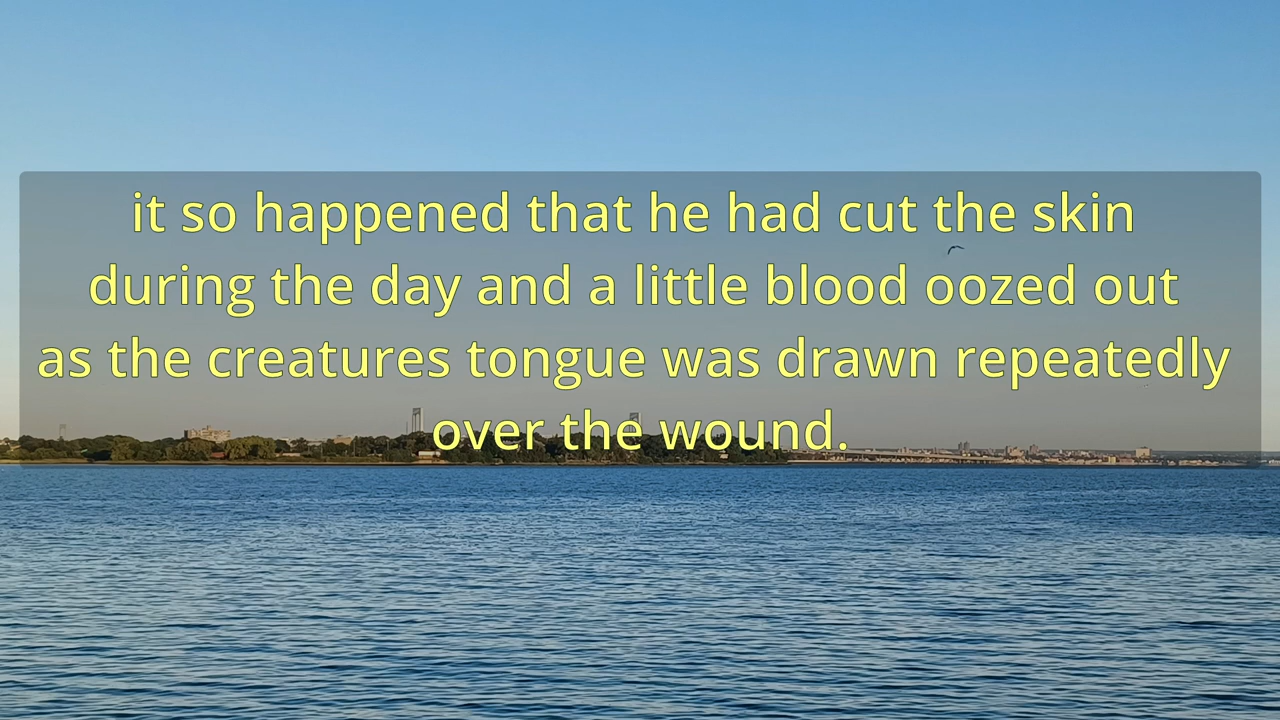 it so happened that he had cut the skin
during the day and a little blood oozed out
as the creatures tongue was drawn repeatedly
over the wound.